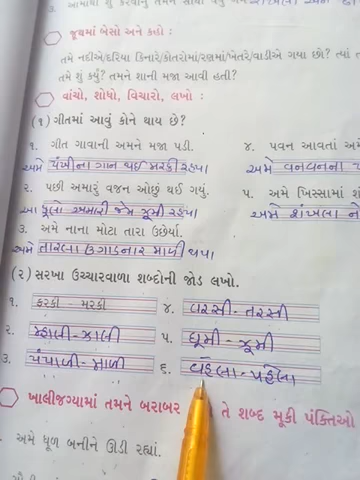 જૂથમાં બેસો અને કહો :
તમે નદીએ/દરિયા કિનારે/કોતરોમાં/રણમાં/ખેતરે/વાડીએ ગયા છો? ત્યાં
તમે શું કર્યું? તમને શાની મજા આવી હતી?
વાંચો, શોધો, વિચારો, લખો :
(૧) ગીતમાં આવું કોને થાય છે?
૧. ગીત ગાવાની અમને મજા પડી.
અમે પંખીના ગાન થઈ મરકી રહ્યા
૨. પછી અમારું વજન ઓછું થઈ ગયું.
આ ફૂલો અમારી જેમ ઝૂમી રહ્યા
૩. અમે નાના મોટા તારા ઉછેર્યા.
અમે તારલા ઉગાડનાર માળી થયા
૪. પવન આવતાં અમે
અમે વનવનના
૫. અમે ખિસ્સામાં શં
અમે શંખલા ને
(૨) સરખા ઉચ્ચારવાળા શબ્દોની જોડ લખો.
૧. ફરકી - મરકી
૨. મ્હાલી-ઝાલી
૩. પંપાળી-માળી
૪. વરસી-તરસી
૫. ઘૂમી-ઝૂમી
૬. વહેલા-પહેલા
ખાલીજગ્યામાં તમને બરાબર તે શબ્દ મૂકી પંક્તિઓ
અમે ધૂળ બનીને ઊડી રહ્યાં.